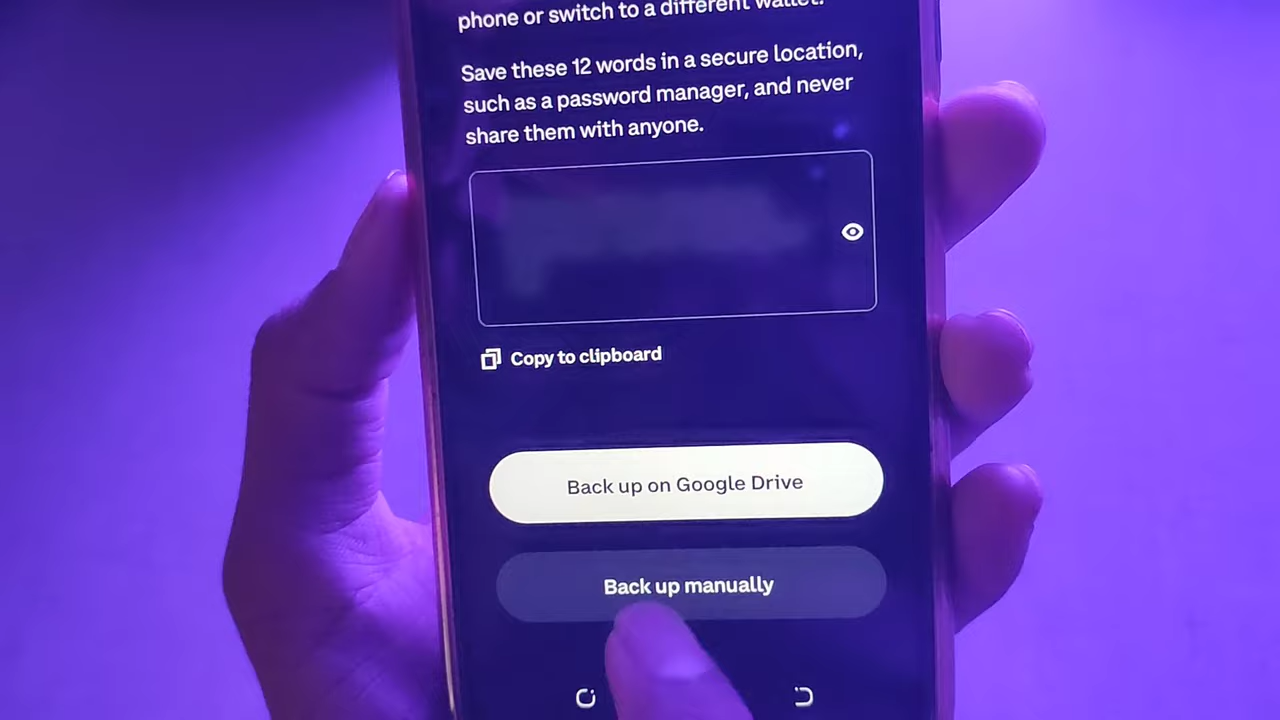 phone or switch to a different wallet.
Save these 12 words in a secure location,
such as a password manager, and never
share them with anyone.
Copy to clipboard
Back up on Google Drive
Back up manually